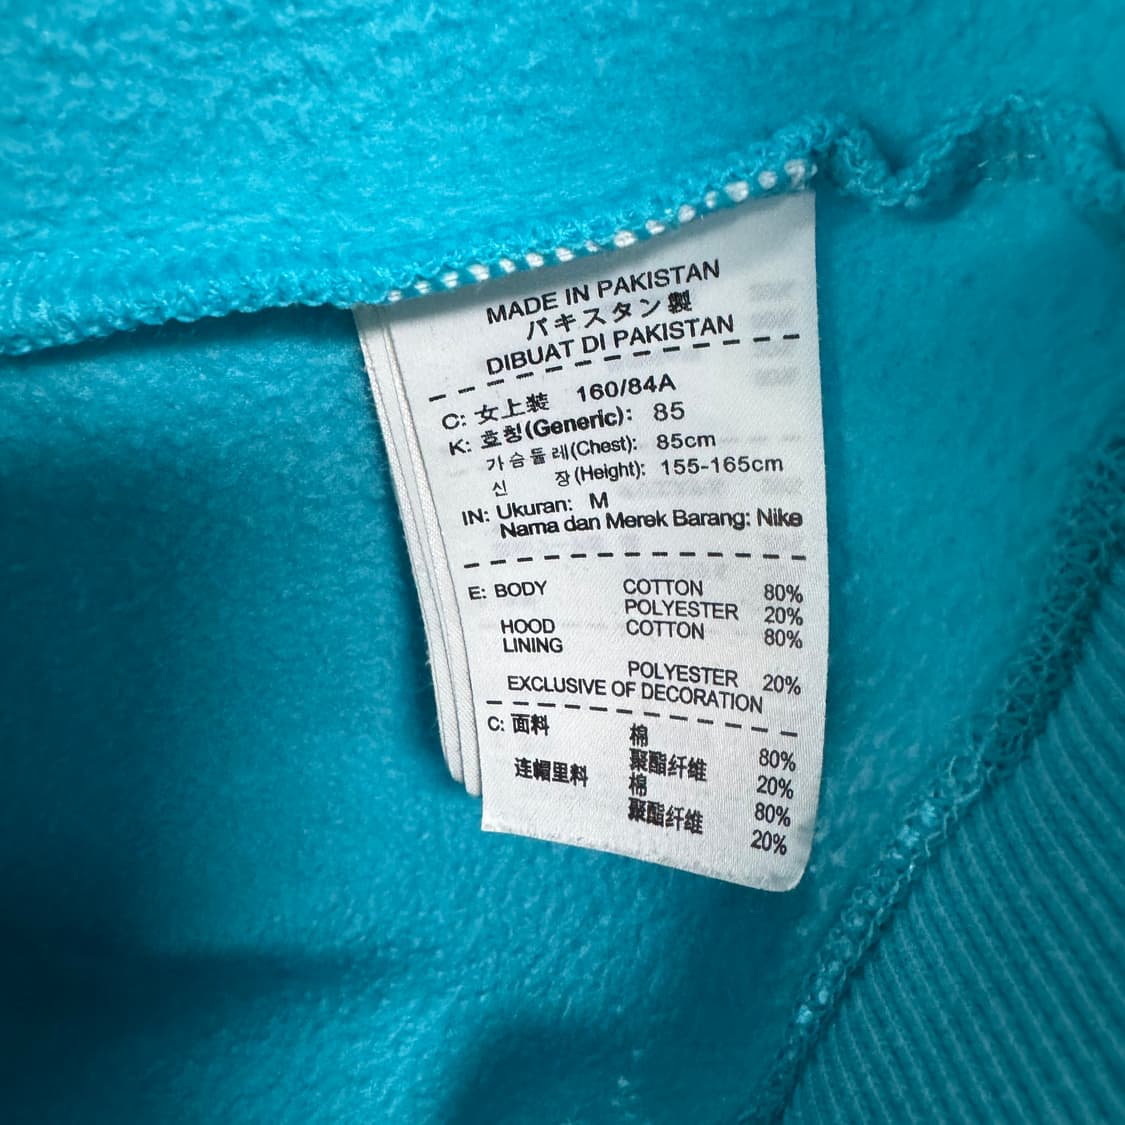 MADE IN PAKISTAN
パキスタン製
DIBUAT DI PAKISTAN
C: 女上装 160/84A
K: 호칭(Generic): 85
가슴둘레(Chest): 85cm
신 장(Height): 155-165cm
IN: Ukuran: M
Nama dan Merek Barang: Nike
E: BODY COTTON 80%
POLYESTER 20%
HOOD COTTON 80%
LINING
POLYESTER 20%
EXCLUSIVE OF DECORATION
C: 面料 棉 80%
聚酯纤维 20%
连帽里料 棉 80%
聚酯纤维 20%